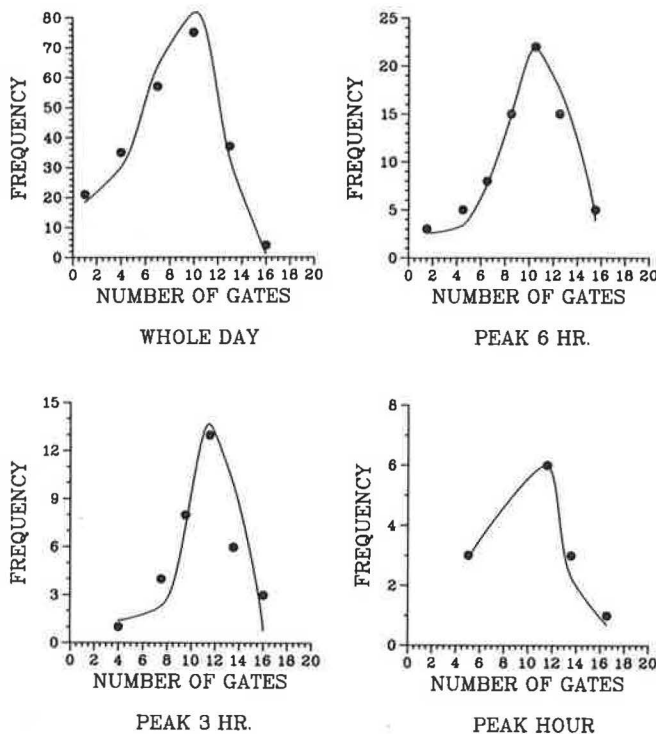 FREQUENCY
80
70
60
50
40
30
20
10
0
0 2 4 6 8 10 12 14 16 18 20
NUMBER OF GATES
WHOLE DAY
FREQUENCY
25
20
15
10
5
0
0 2 4 6 8 10 12 14 16 18 20
NUMBER OF GATES
PEAK 6 HR.
FREQUENCY
15
12
9
6
3
0
0 2 4 6 8 10 12 14 16 18 20
NUMBER OF GATES
PEAK 3 HR.
FREQUENCY
8
6
4
2
0
0 2 4 6 8 10 12 14 16 18 20
NUMBER OF GATES
PEAK HOUR